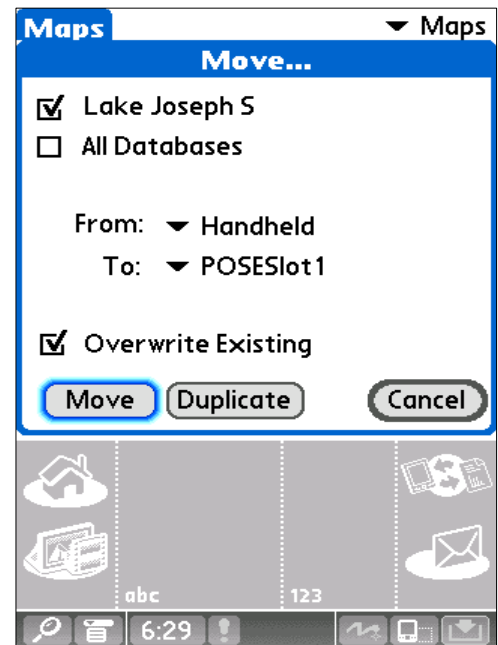 Maps Maps
Move...
Lake Joseph S
All Databases
From: Handheld
To: POSESlot1
Overwrite Existing
Move Duplicate Cancel
abc 123
6:29